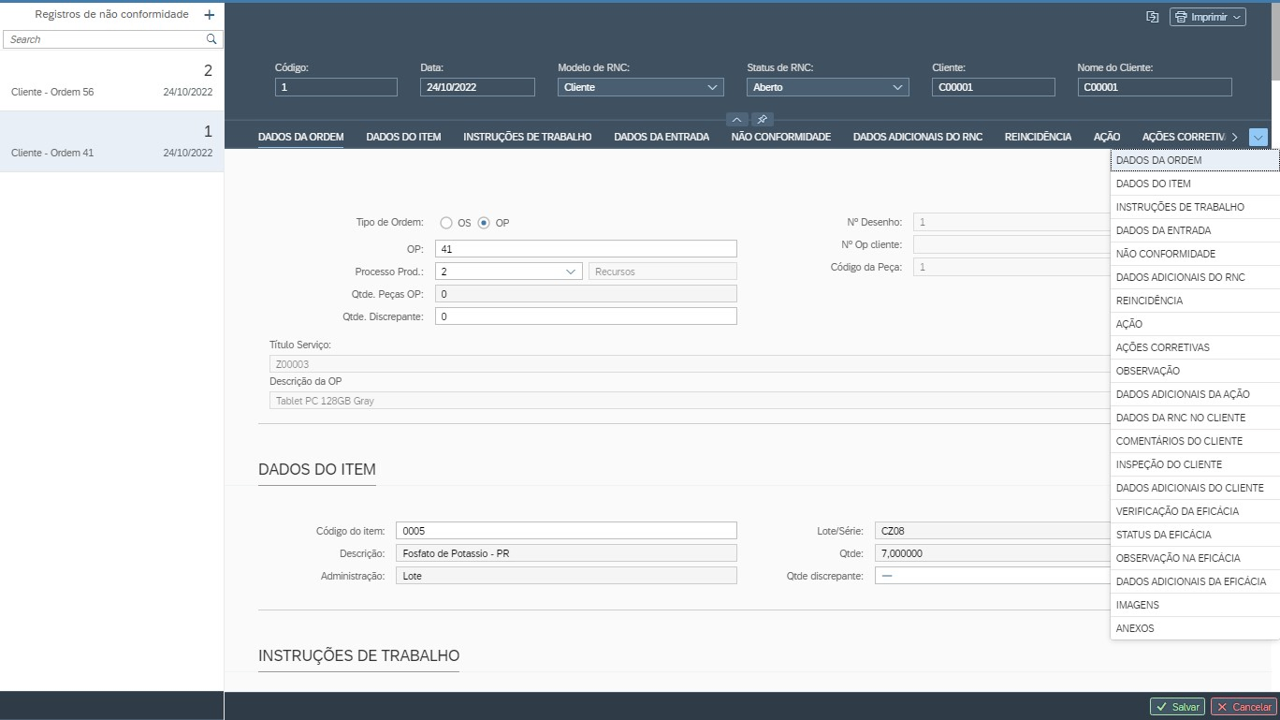 Registros de não conformidade +
Imprimir
Search
2
Cliente - Ordem 56 24/10/2022
1
Cliente - Ordem 41 24/10/2022
Código: Data: Modelo de RNC: Status de RNC: Cliente: Nome do Cliente:
1 24/10/2022 Cliente Aberto C00001 C00001
DADOS DA ORDEM DADOS DO ITEM INSTRUÇÕES DE TRABALHO DADOS DA ENTRADA NÃO CONFORMIDADE DADOS ADICIONAIS DO RNC REINCIDÊNCIA AÇÃO AÇÕES CORRETIV
Tipo de Ordem: OS OP
OP: 41
Processo Prod.: 2 Recursos
Qtde. Peças OP: 0
Qtde. Discrepante: 0
Nº Desenho: 1
Nº Op cliente:
Código da Peça: 1
Título Serviço:
Z00003
Descrição da OP
Tablet PC 128GB Gray
DADOS DO ITEM
Código do item: 0005 Lote/Série: CZ08
Descrição: Fosfato de Potassio - PR Qtde: 7,000000
Administração: Lote Qtde discrepante: —
INSTRUÇÕES DE TRABALHO
DADOS DA ORDEM
DADOS DO ITEM
INSTRUÇÕES DE TRABALHO
DADOS DA ENTRADA
NÃO CONFORMIDADE
DADOS ADICIONAIS DO RNC
REINCIDÊNCIA
AÇÃO
AÇÕES CORRETIVAS
OBSERVAÇÃO
DADOS ADICIONAIS DA AÇÃO
DADOS DA RNC NO CLIENTE
COMENTÁRIOS DO CLIENTE
INSPEÇÃO DO CLIENTE
DADOS ADICIONAIS DO CLIENTE
VERIFICAÇÃO DA EFICÁCIA
STATUS DA EFICÁCIA
OBSERVAÇÃO NA EFICÁCIA
DADOS ADICIONAIS DA EFICÁCIA
IMAGENS
ANEXOS
Salvar Cancelar